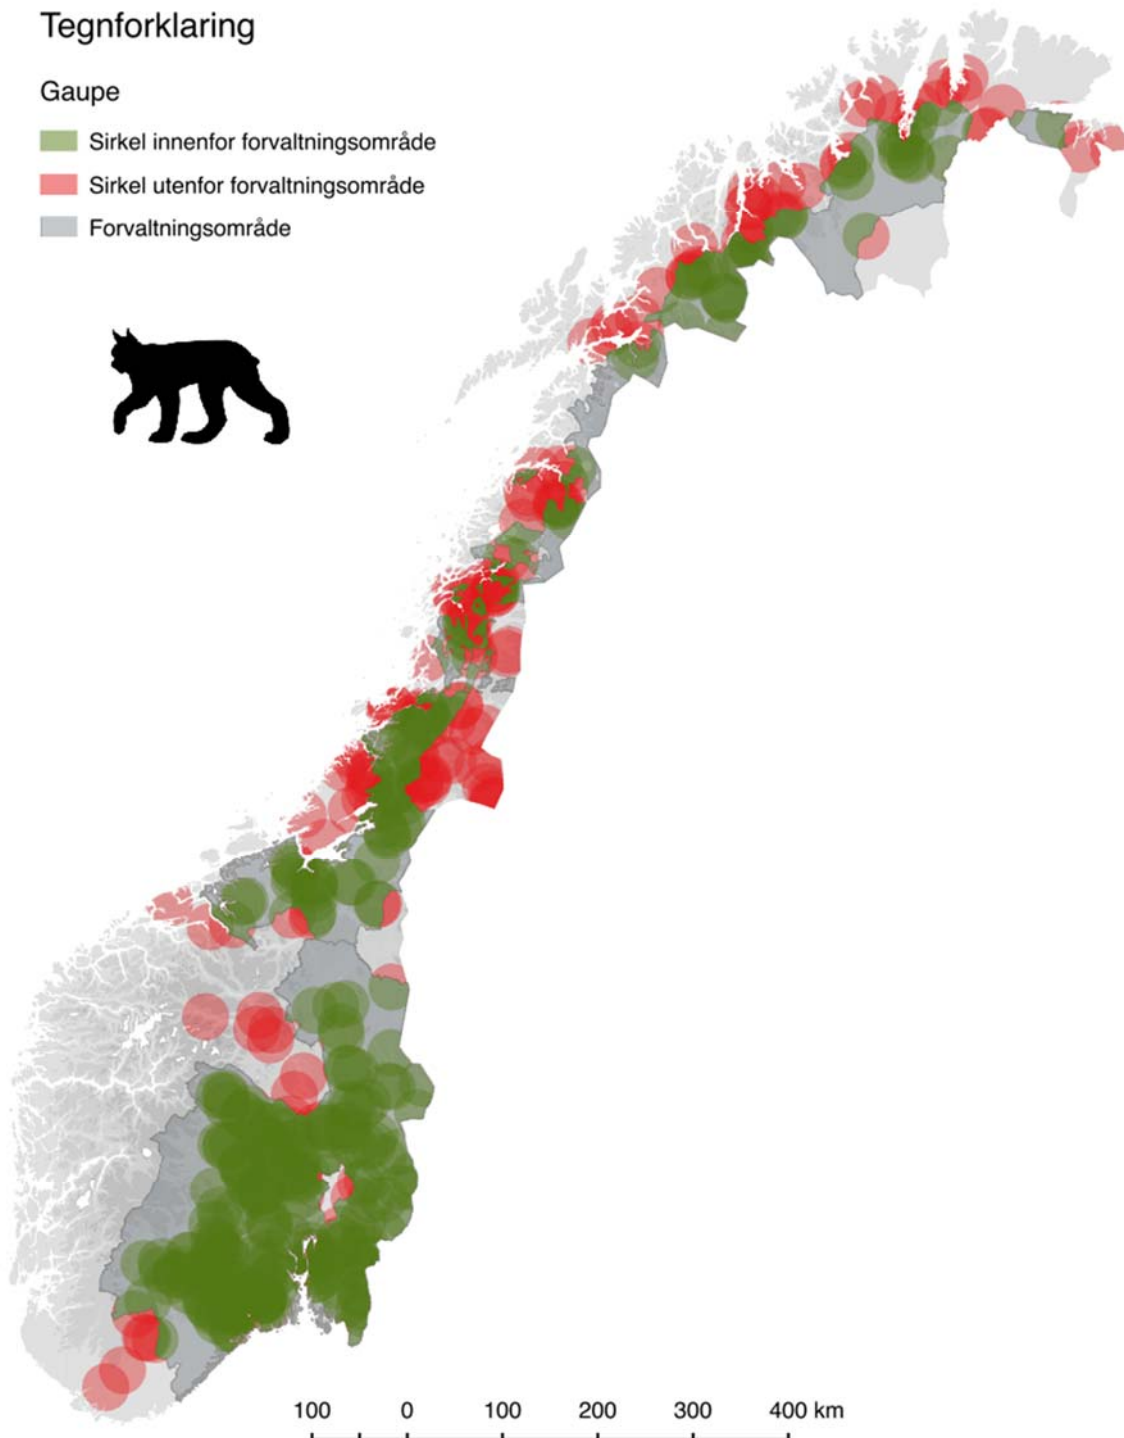 Tegnforklaring
Gaupe
Sirkel innenfor forvaltningsområde
Sirkel utenfor forvaltningsområde
Forvaltningsområde
100 0 100 200 300 400 km